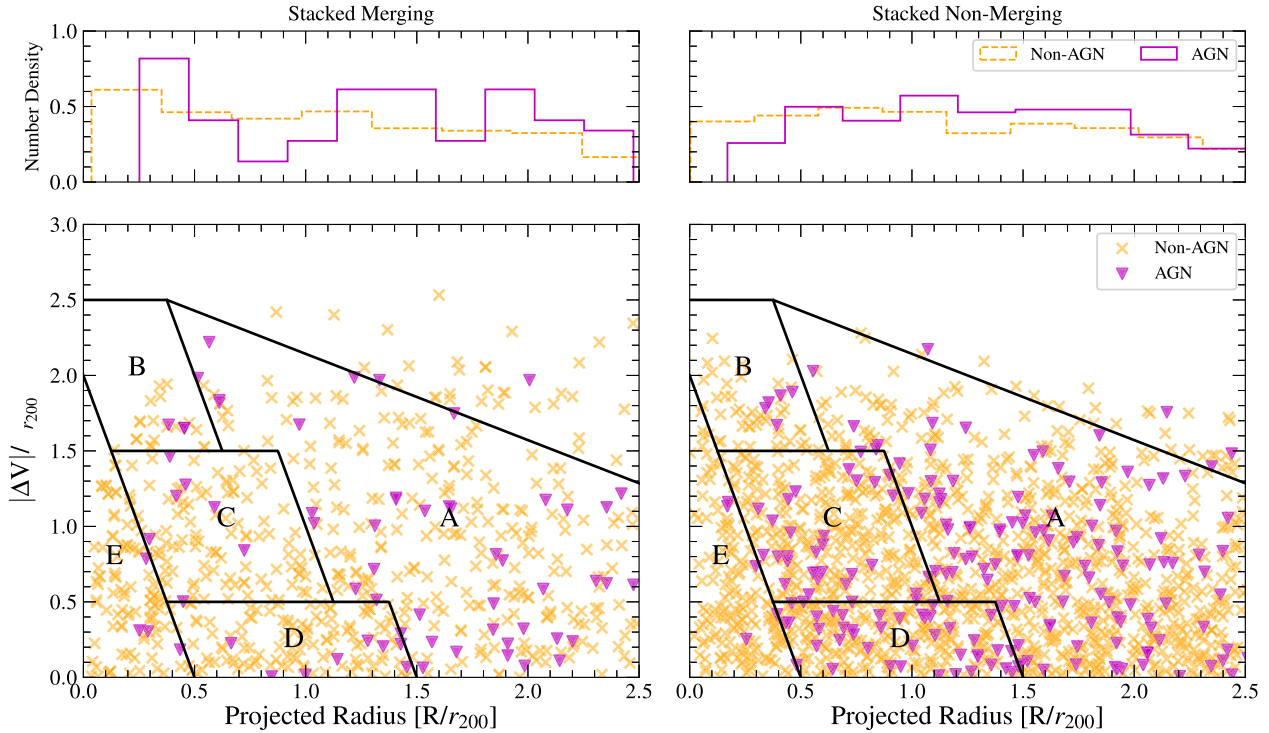 Stacked Merging
Stacked Non-Merging
Number Density
1.0
0.5
0.0
Non-AGN
AGN
|ΔV|/ r200
3.0
2.5
2.0
1.5
1.0
0.5
0.0
B
C
E
A
D
0.0 0.5 1.0 1.5 2.0 2.5
Projected Radius [R/r200]
Non-AGN
AGN
B
C
E
A
D
0.0 0.5 1.0 1.5 2.0 2.5
Projected Radius [R/r200]